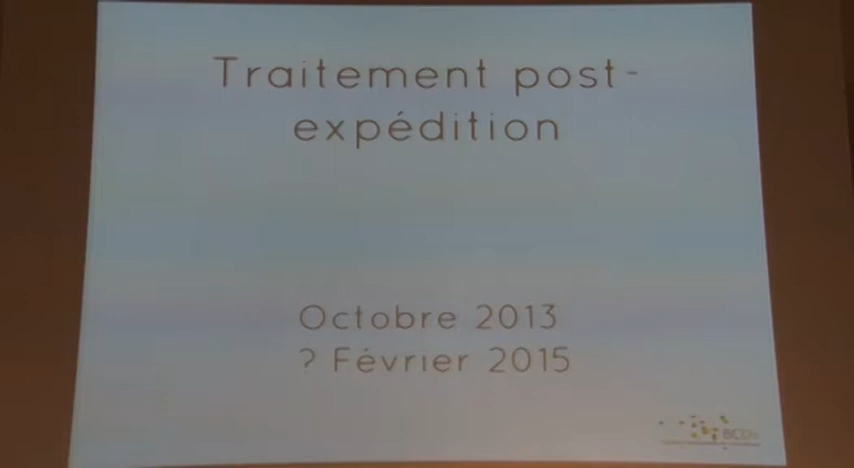 Traitement post-
expédition
Octobre 2013
? Février 2015